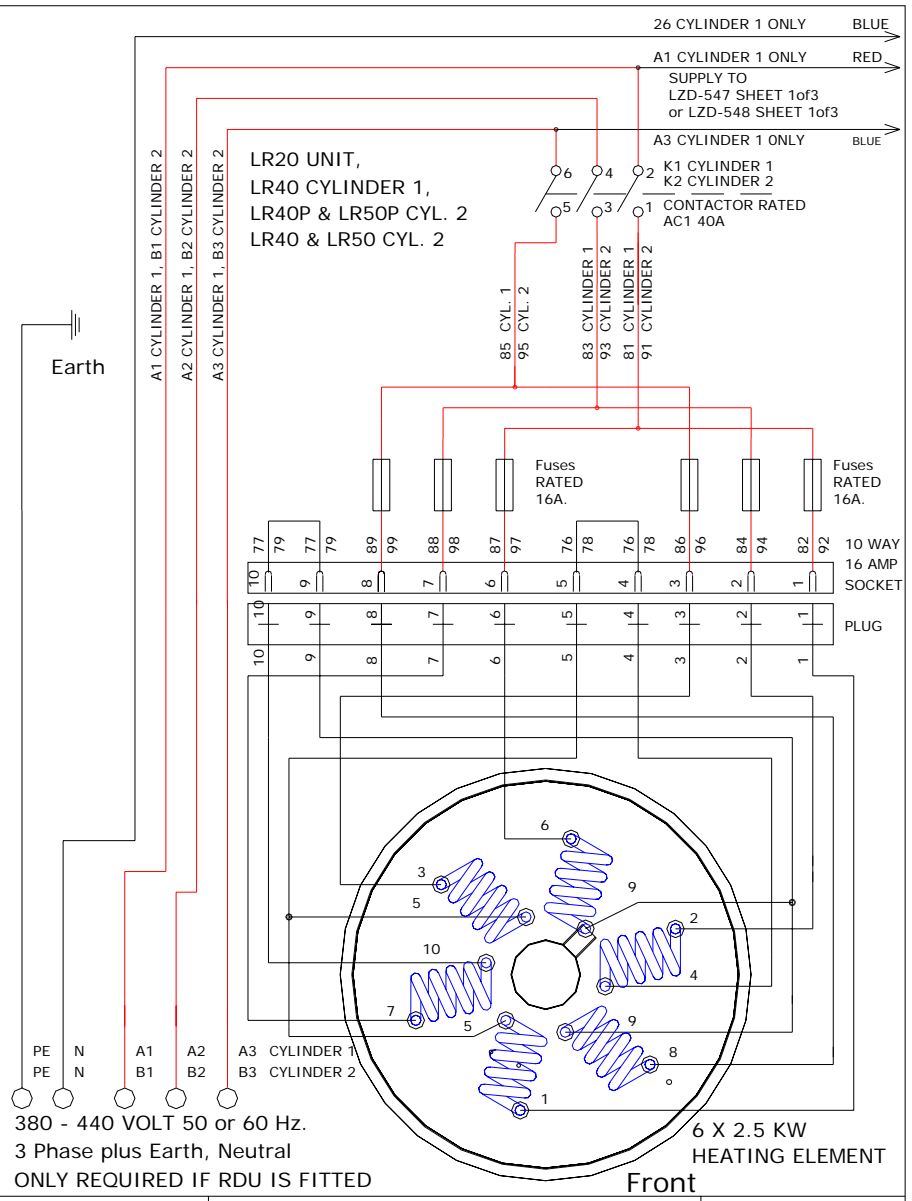 26 CYLINDER 1 ONLY BLUE
A1 CYLINDER 1 ONLY RED
SUPPLY TO
LZD-547 SHEET 1of3
or LZD-548 SHEET 1of3
A3 CYLINDER 1 ONLY BLUE
LR20 UNIT,
LR40 CYLINDER 1,
LR40P & LR50P CYL. 2
LR40 & LR50 CYL. 2
6 4 2
5 3 1
K1 CYLINDER 1
K2 CYLINDER 2
CONTACTOR RATED
AC1 40A
A1 CYLINDER 1, B1 CYLINDER 2
A2 CYLINDER 1, B2 CYLINDER 2
A3 CYLINDER 1, B3 CYLINDER 2
85 CYL. 1
95 CYL. 2
83 CYLINDER 1
93 CYLINDER 2
81 CYLINDER 1
91 CYLINDER 2
Earth
Fuses
RATED
16A.
Fuses
RATED
16A.
77 79 77 79 89 99 88 98 87 97 76 78 76 78 86 96 84 94 82 92
10 WAY
16 AMP
SOCKET
10 9 8 7 6 5 4 3 2 1
PLUG
10 9 8 7 6 5 4 3 2 1
10 9 8 7 6 5 4 3 2 1
6
3
9
5
2
10
4
7
5
9
8
1
PE N A1 A2 A3 CYLINDER 1
PE N B1 B2 B3 CYLINDER 2
380 - 440 VOLT 50 or 60 Hz.
3 Phase plus Earth, Neutral
ONLY REQUIRED IF RDU IS FITTED
6 X 2.5 KW
HEATING ELEMENT
Front